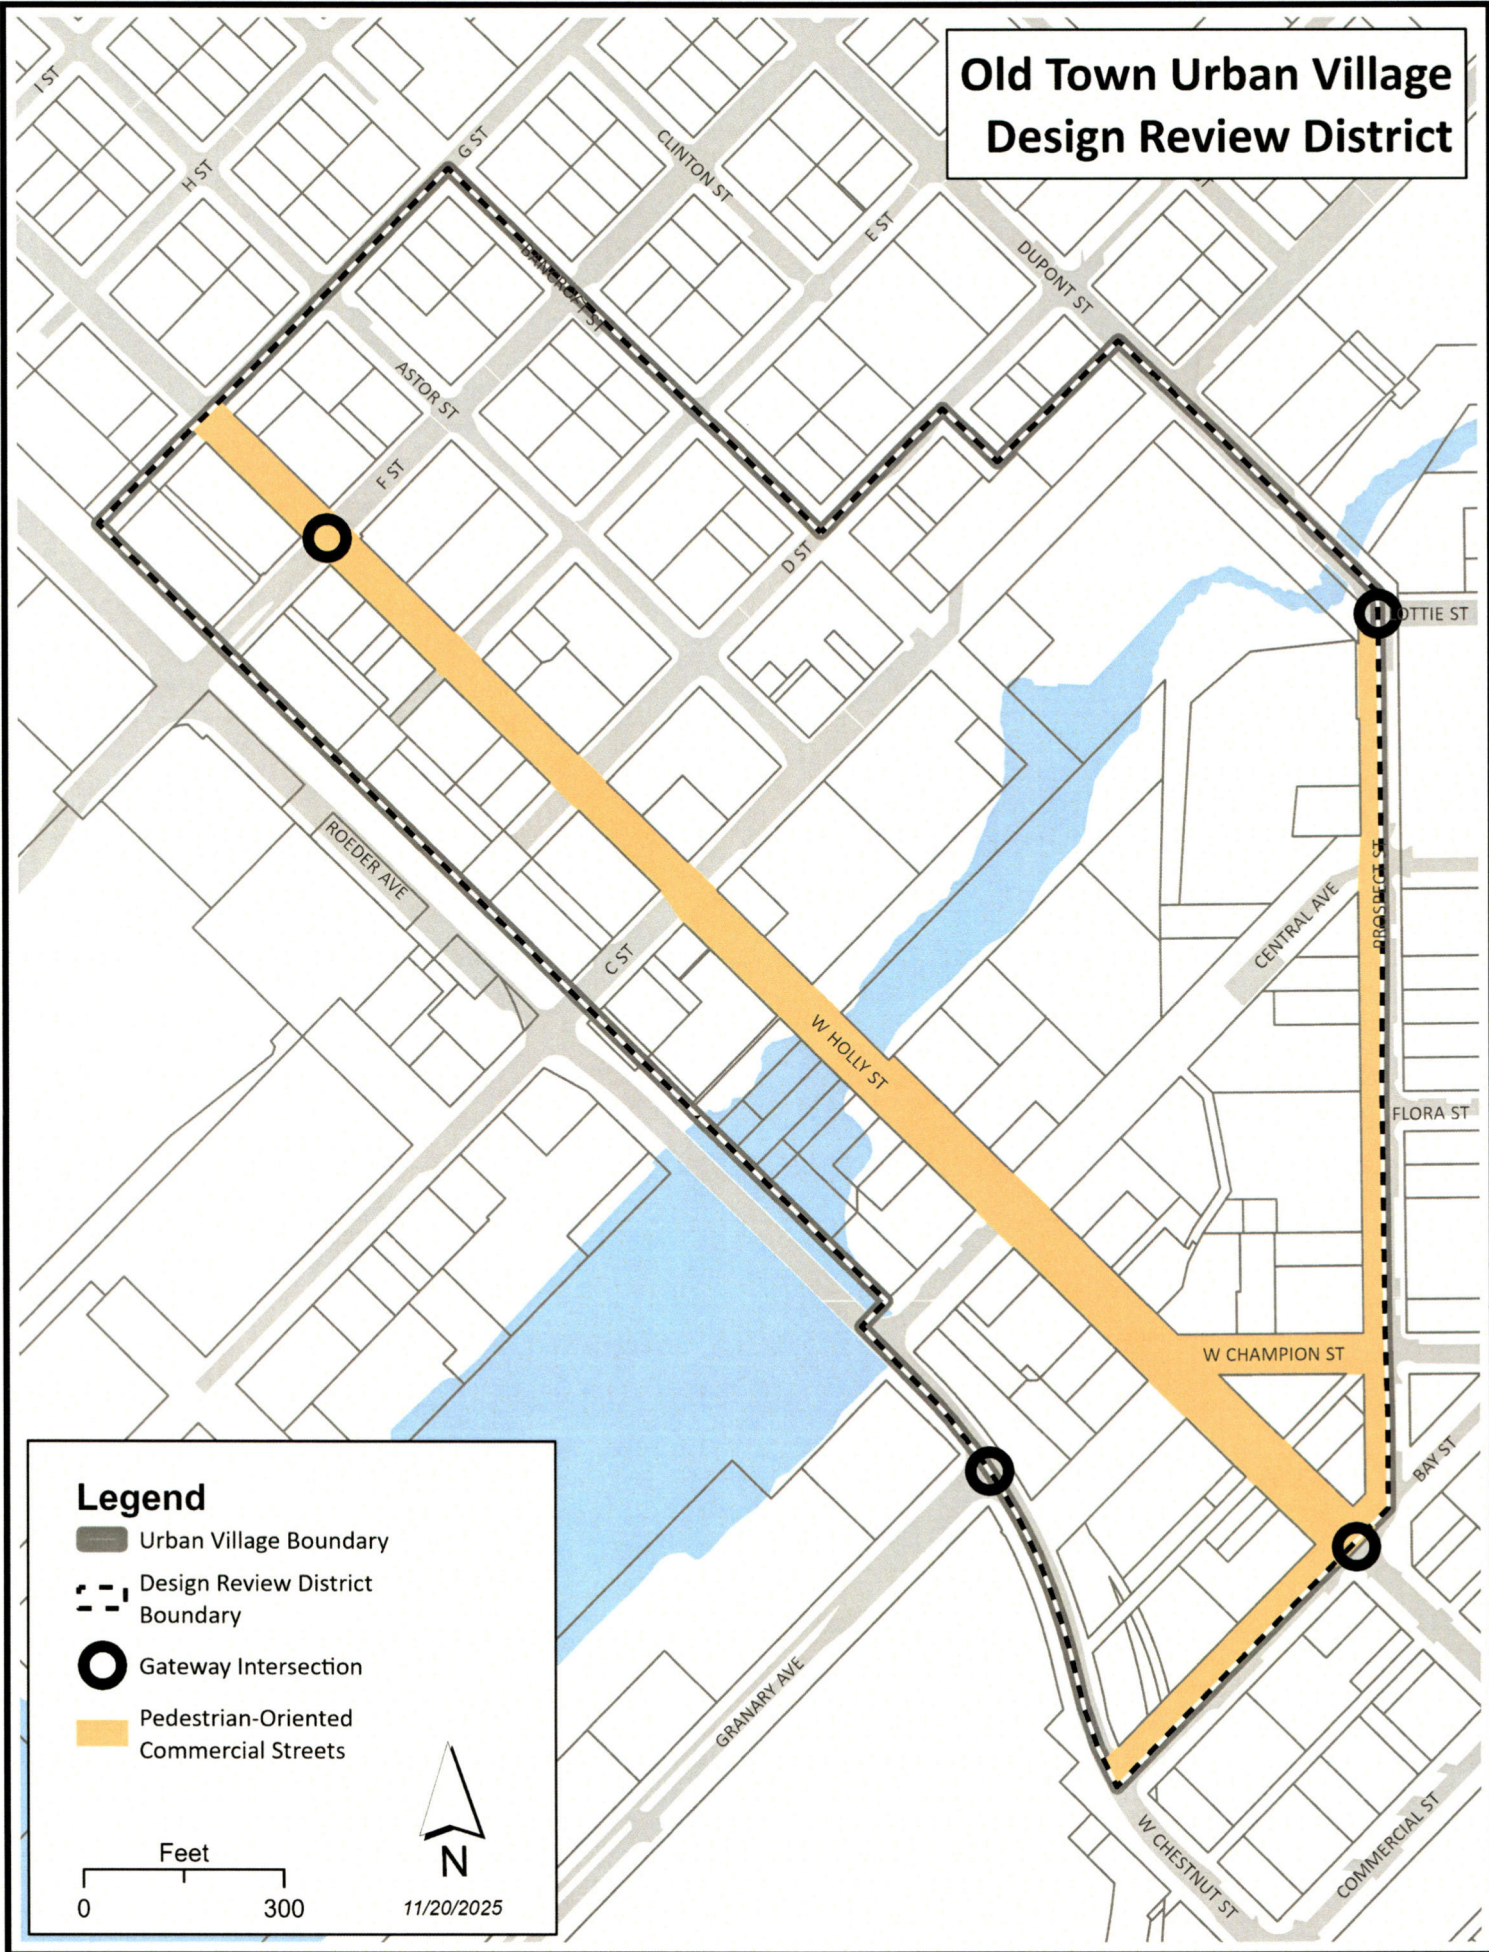 Old Town Urban Village
Design Review District
I ST
G ST
H ST
CLINTON ST
E ST
DUPONT ST
BANCROFT ST
ASTOR ST
F ST
D ST
LOTTIE ST
ROEDER AVE
PROSPECT ST
CENTRAL AVE
C ST
W HOLLY ST
FLORA ST
W CHAMPION ST
BAY ST
GRANARY AVE
W CHESTNUT ST
COMMERCIAL ST
Legend
Urban Village Boundary
Design Review District
Boundary
Gateway Intersection
Pedestrian-Oriented
Commercial Streets
Feet
0 300
N
11/20/2025